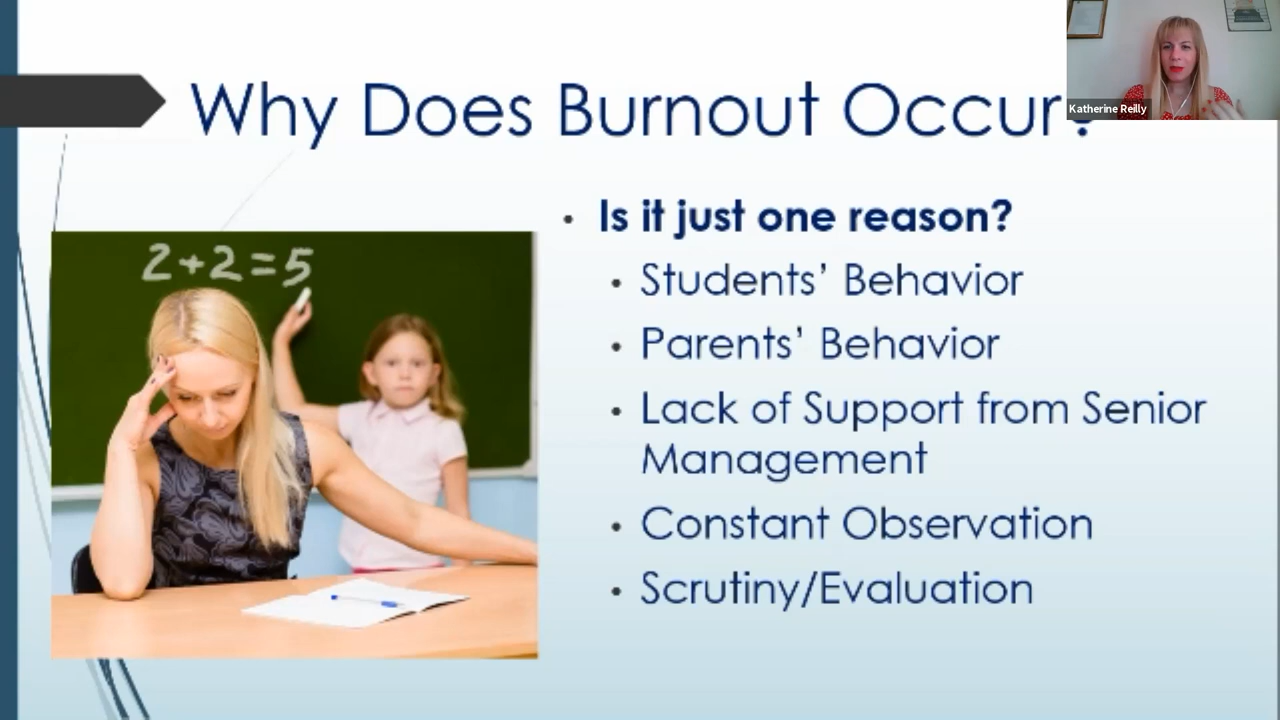 Why Does Burnout Occur?
Katherine Reilly
2+2=5
• Is it just one reason?
• Students’ Behavior
• Parents’ Behavior
• Lack of Support from Senior
Management
• Constant Observation
• Scrutiny/Evaluation